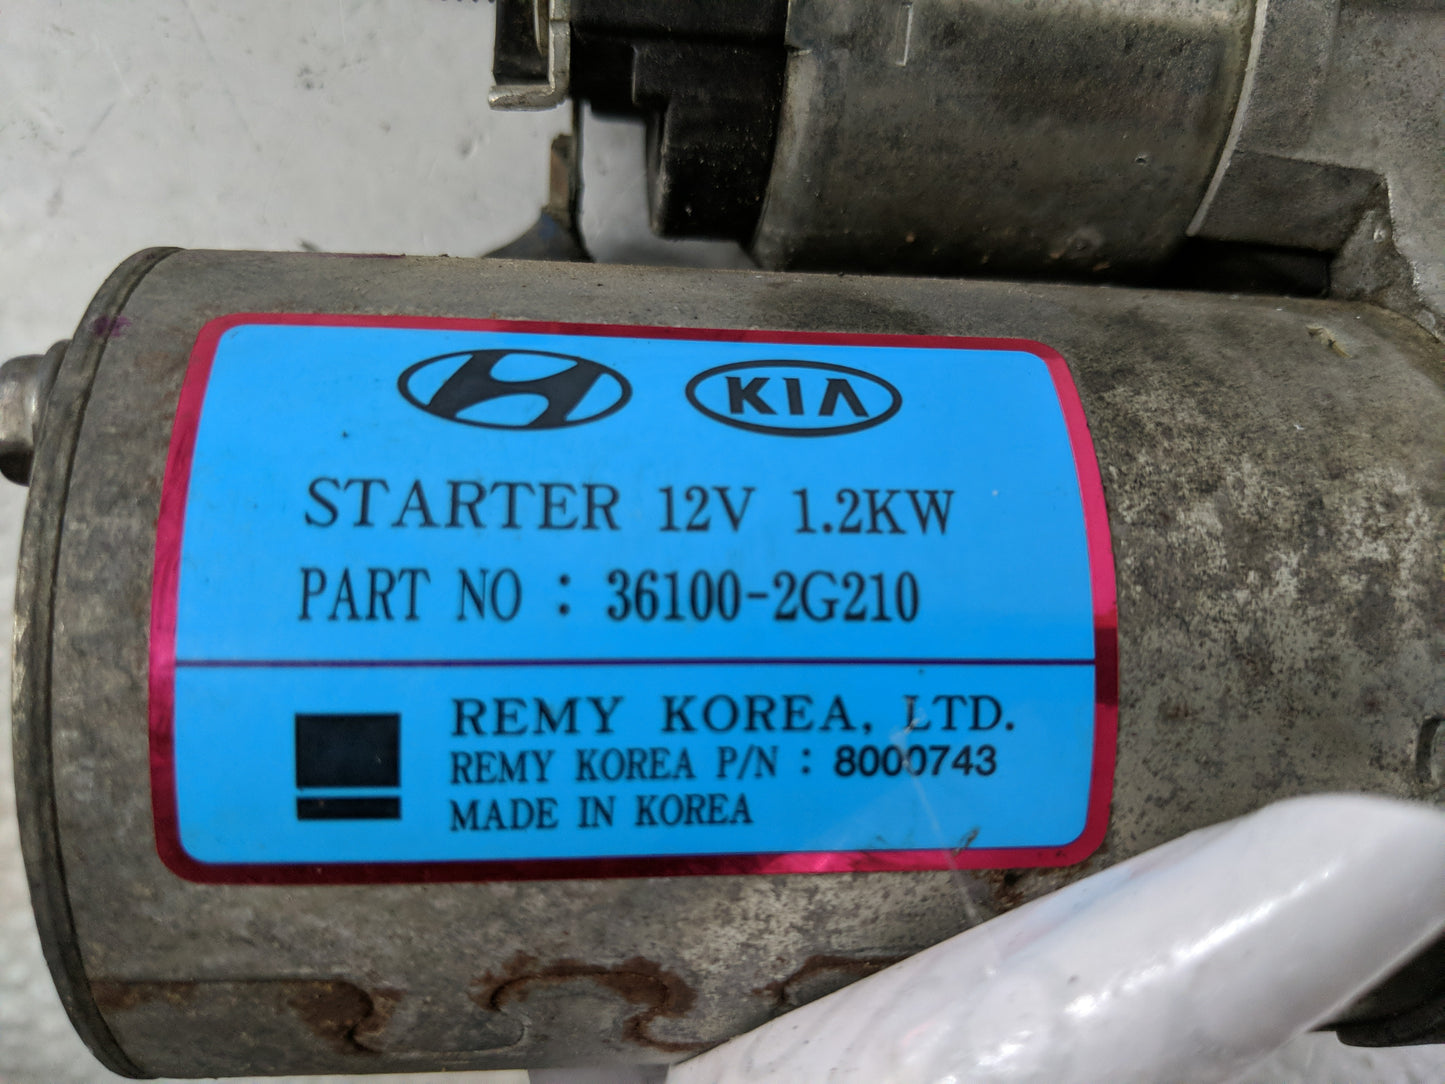 KIA
STARTER 12V 1.2KW
PART NO : 36100-2G210
REMY KOREA, LTD.
REMY KOREA P/N : 8000743
MADE IN KOREA